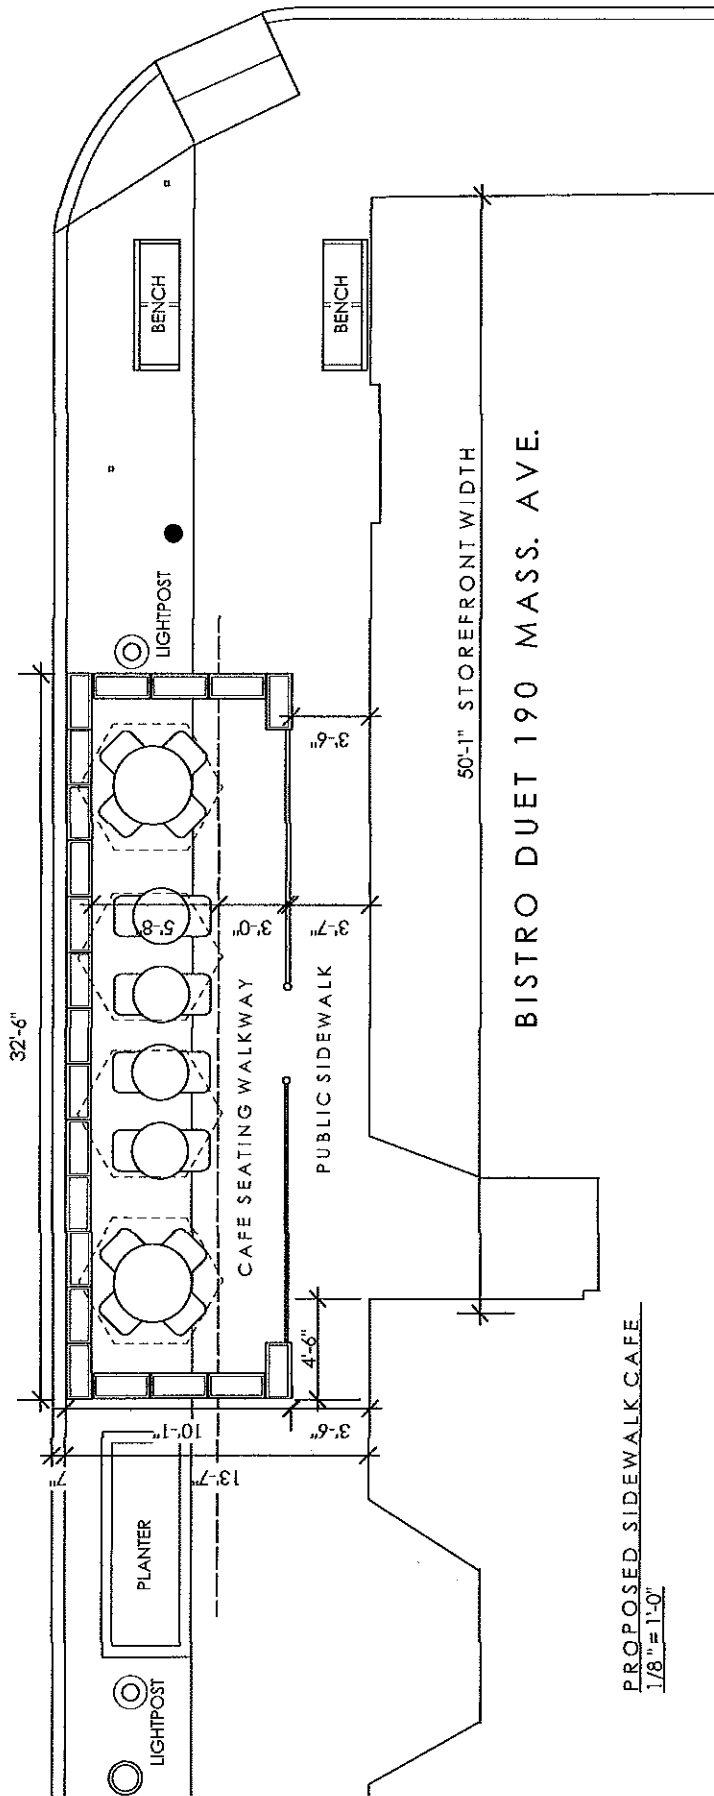 BENCH
BENCH
LIGHTPOST
32'-6"
50'-1" STOREFRONT WIDTH
BISTRO DUET 190 MASS. AVE.
3'-6"
5'-8"
3'-0"
3'-7"
CAFE SEATING WALKWAY
PUBLIC SIDEWALK
4'-6"
10'-1"
3'-6"
7"
13'-7"
PLANTER
LIGHTPOST
PROPOSED SIDEWALK CAFE
1/8" = 1'-0"